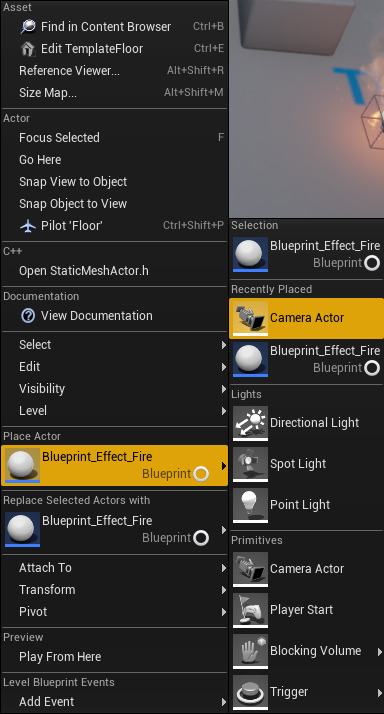 Asset
Find in Content Browser Ctrl+B
Edit TemplateFloor Ctrl+E
Reference Viewer... Alt+Shift+R
Size Map... Alt+Shift+M
Actor
Focus Selected F
Go Here
Snap View to Object
Snap Object to View
Pilot 'Floor' Ctrl+Shift+P
C++
Open StaticMeshActor.h
Documentation
View Documentation
Select
Edit
Visibility
Level
Place Actor
Blueprint_Effect_Fire
Blueprint
Replace Selected Actors with
Blueprint_Effect_Fire
Blueprint
Attach To
Transform
Pivot
Preview
Play From Here
Level Blueprint Events
Add Event
Selection
Blueprint_Effect_Fire
Blueprint
Recently Placed
Camera Actor
Blueprint_Effect_Fire
Blueprint
Lights
Directional Light
Spot Light
Point Light
Primitives
Camera Actor
Player Start
Blocking Volume
Trigger